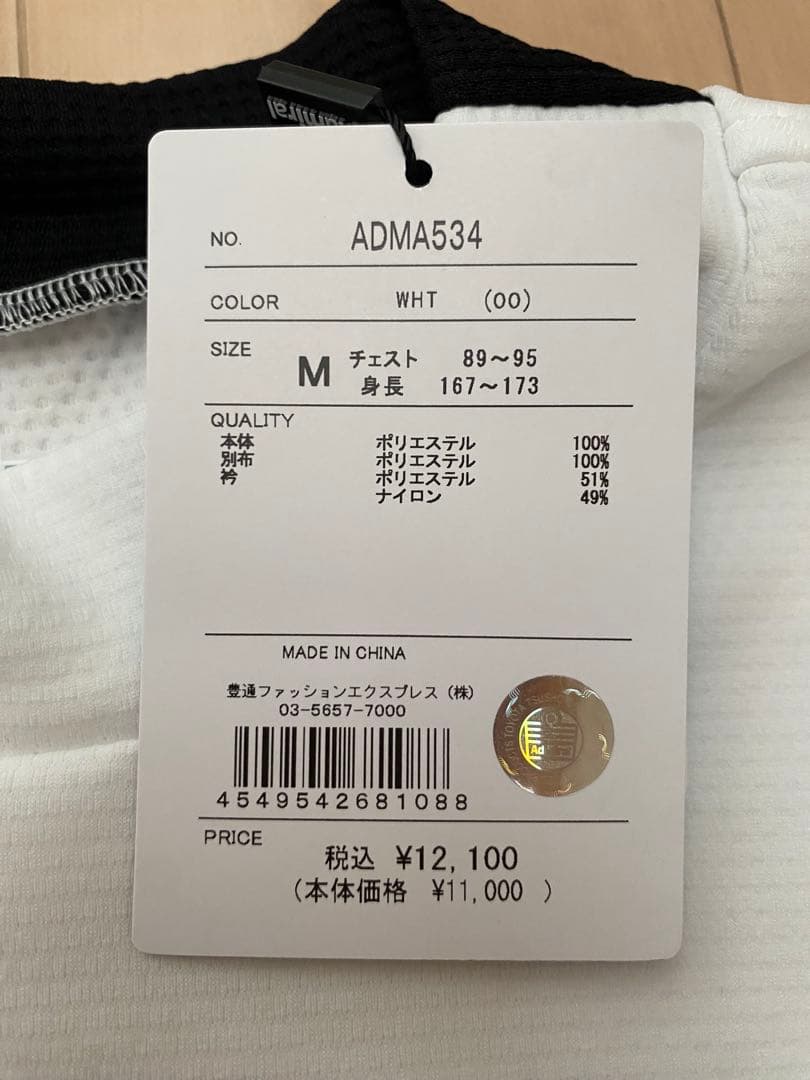 NO. ADMA534
COLOR WHT (00)
SIZE M チェスト 89～95
身長 167～173
QUALITY
本体 ポリエステル 100%
別布 ポリエステル 100%
衿 ポリエステル 51%
ナイロン 49%
MADE IN CHINA
豊通ファッションエクスプレス(株)
03-5657-7000
4549542681088
PRICE
税込 ¥12,100
(本体価格 ¥11,000 )
Ad